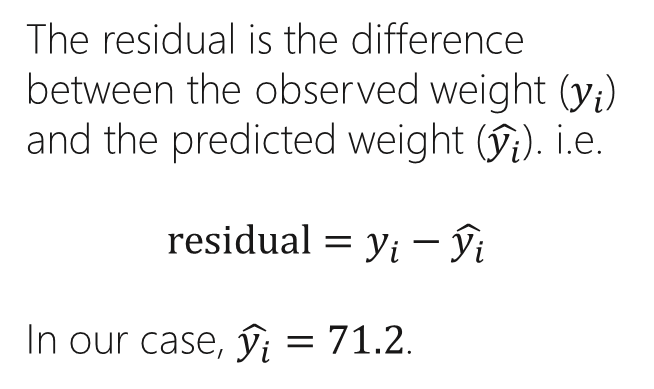 The residual is the difference
between the observed weight (yᵢ)
and the predicted weight (ŷᵢ). i.e.
residual = yᵢ − ŷᵢ
In our case, ŷᵢ = 71.2.